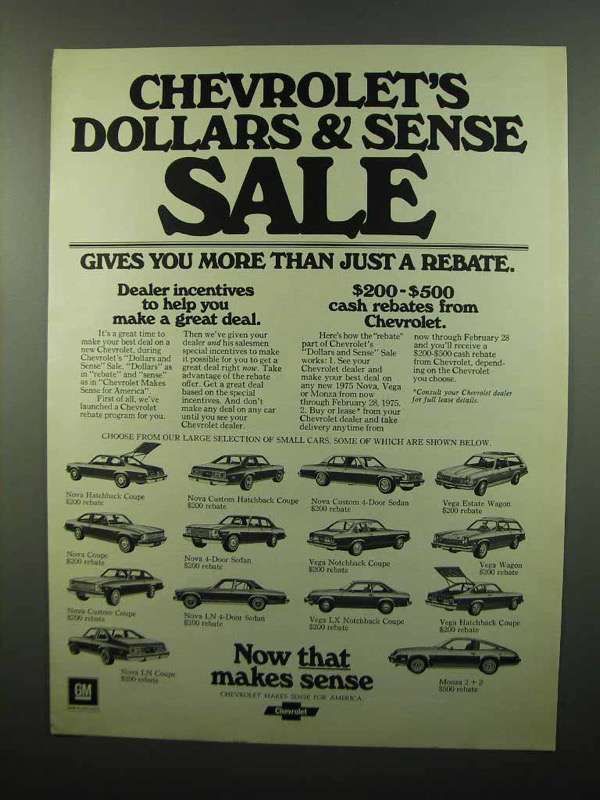 CHEVROLET'S
DOLLARS & SENSE
SALE
GIVES YOU MORE THAN JUST A REBATE.
Dealer incentives
to help you
make a great deal.
It's a great time to
make your best deal on a
new Chevrolet, during
Chevrolet's "Dollars and
Sense" Sale. "Dollars" as
in "rebate" and "sense"
as in "Chevrolet Makes
Sense for America".
First of all, we've
launched a Chevrolet
rebate program for you.
Then we've given your
dealer and his salesmen
special incentives to make
it possible for you to get a
great deal right now. Take
advantage of the rebate
offer. Get a great deal
based on the special
incentives. And don't
make any deal on any car
until you see your
Chevrolet dealer.
$200-$500
cash rebates from
Chevrolet.
Here's how the "rebate"
part of Chevrolet's
"Dollars and Sense" Sale
works: 1. See your
Chevrolet dealer and
make your best deal on
any new 1975 Nova, Vega
or Monza from now
through February 28, 1975.
2. Buy or lease* from your
Chevrolet dealer and take
delivery anytime from
now through February 28
and you'll receive a
$200-$500 cash rebate
from Chevrolet, depend-
ing on the Chevrolet
you choose.
*Consult your Chevrolet dealer
for full lease details.
CHOOSE FROM OUR LARGE SELECTION OF SMALL CARS, SOME OF WHICH ARE SHOWN BELOW.
Nova Hatchback Coupe
$200 rebate
Nova Custom Hatchback Coupe
$200 rebate
Nova Custom 4-Door Sedan
$200 rebate
Vega Estate Wagon
$200 rebate
Nova Coupe
$200 rebate
Nova 4-Door Sedan
$200 rebate
Vega Notchback Coupe
$200 rebate
Vega Wagon
$200 rebate
Nova Custom Coupe
$200 rebate
Nova LN 4-Door Sedan
$200 rebate
Vega LX Notchback Coupe
$200 rebate
Vega Hatchback Coupe
$200 rebate
Nova LN Coupe
$200 rebate
Now that
makes sense
CHEVROLET MAKES SENSE FOR AMERICA
Chevrolet
Monza 2 + 2
$500 rebate
GM